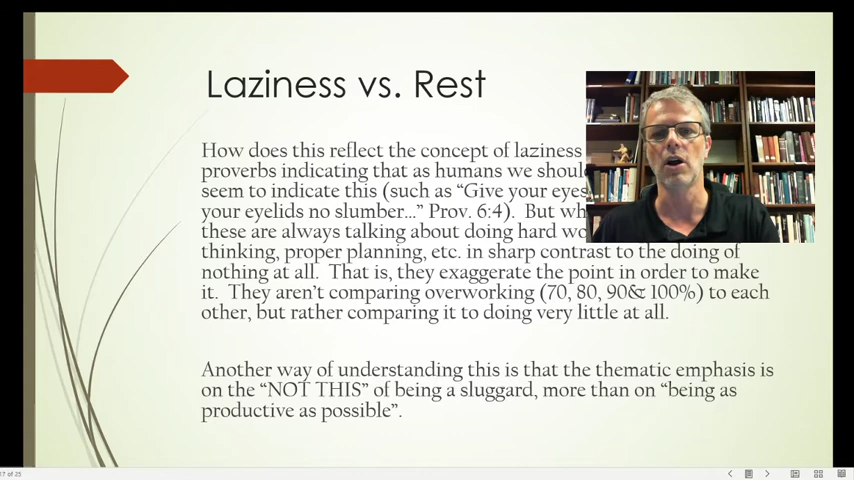 Laziness vs. Rest
How does this reflect the concept of laziness
proverbs indicating that as humans we shoul
seem to indicate this (such as “Give your eyes
your eyelids no slumber...” Prov. 6:4). But wh
these are always talking about doing hard wo
thinking, proper planning, etc. in sharp contrast to the doing of
nothing at all. That is, they exaggerate the point in order to make
it. They aren’t comparing overworking (70, 80, 90& 100%) to each
other, but rather comparing it to doing very little at all.
Another way of understanding this is that the thematic emphasis is
on the “NOT THIS” of being a sluggard, more than on “being as
productive as possible”.
17 of 25